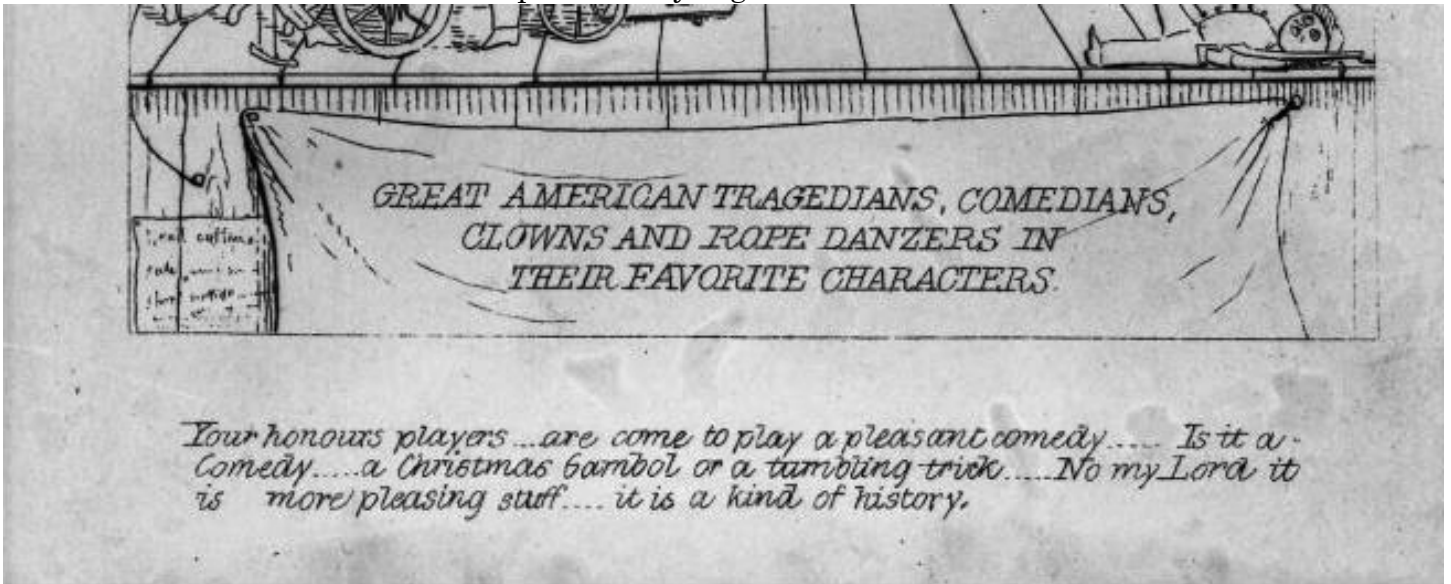 GREAT AMERICAN TRAGEDIANS, COMEDIANS,
CLOWNS AND ROPE DANZERS IN
THEIR FAVORITE CHARACTERS.
Your honours players...are come to play a pleasant comedy..... Is it a-
Comedy.....a Christmas Gambol or a tumbling trick.....No my Lord it
is more pleasing stuff.... it is a kind of history.